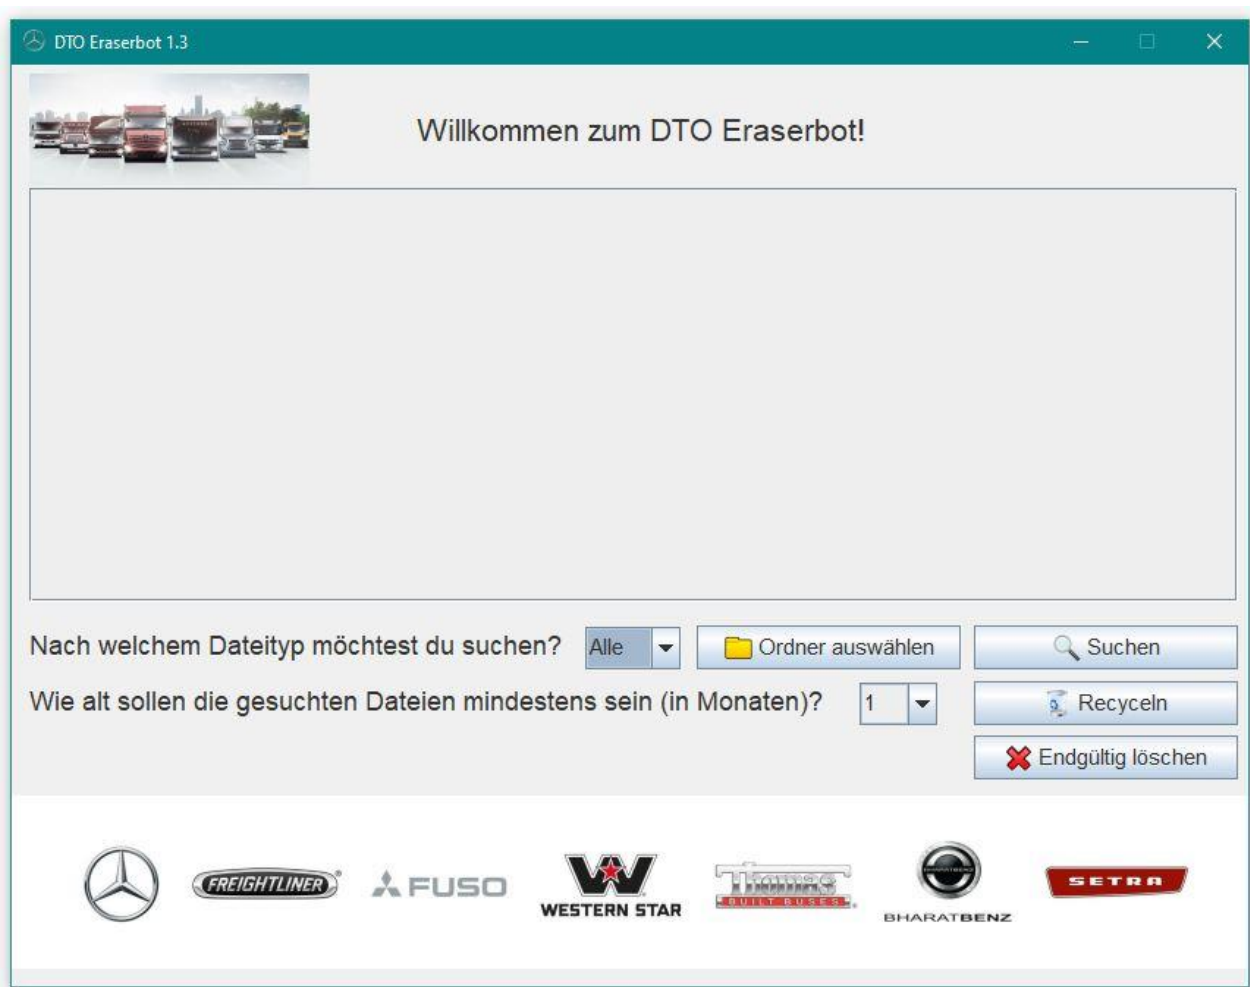 DTO Eraserbot 1.3
Willkommen zum DTO Eraserbot!
Nach welchem Dateityp möchtest du suchen?
Alle
Ordner auswählen
Suchen
Wie alt sollen die gesuchten Dateien mindestens sein (in Monaten)?
1
Recyceln
Endgültig löschen
FREIGHTLINER
FUSO
WESTERN STAR
Thomas
BUILT BUSES
BHARATBENZ
BHARATBENZ
SETRA